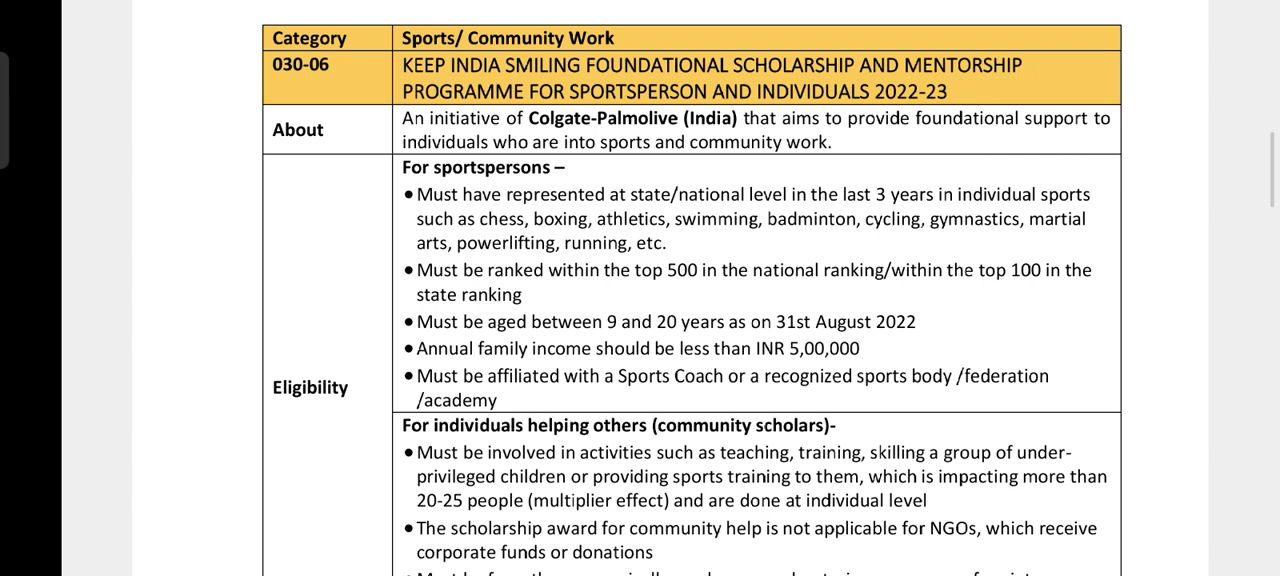 Category
Sports/ Community Work
030-06
KEEP INDIA SMILING FOUNDATIONAL SCHOLARSHIP AND MENTORSHIP
PROGRAMME FOR SPORTSPERSON AND INDIVIDUALS 2022-23
About
An initiative of Colgate-Palmolive (India) that aims to provide foundational support to
individuals who are into sports and community work.
Eligibility
For sportspersons –
• Must have represented at state/national level in the last 3 years in individual sports
such as chess, boxing, athletics, swimming, badminton, cycling, gymnastics, martial
arts, powerlifting, running, etc.
• Must be ranked within the top 500 in the national ranking/within the top 100 in the
state ranking
• Must be aged between 9 and 20 years as on 31st August 2022
• Annual family income should be less than INR 5,00,000
• Must be affiliated with a Sports Coach or a recognized sports body /federation
/academy
For individuals helping others (community scholars)-
• Must be involved in activities such as teaching, training, skilling a group of under-
privileged children or providing sports training to them, which is impacting more than
20-25 people (multiplier effect) and are done at individual level
• The scholarship award for community help is not applicable for NGOs, which receive
corporate funds or donations